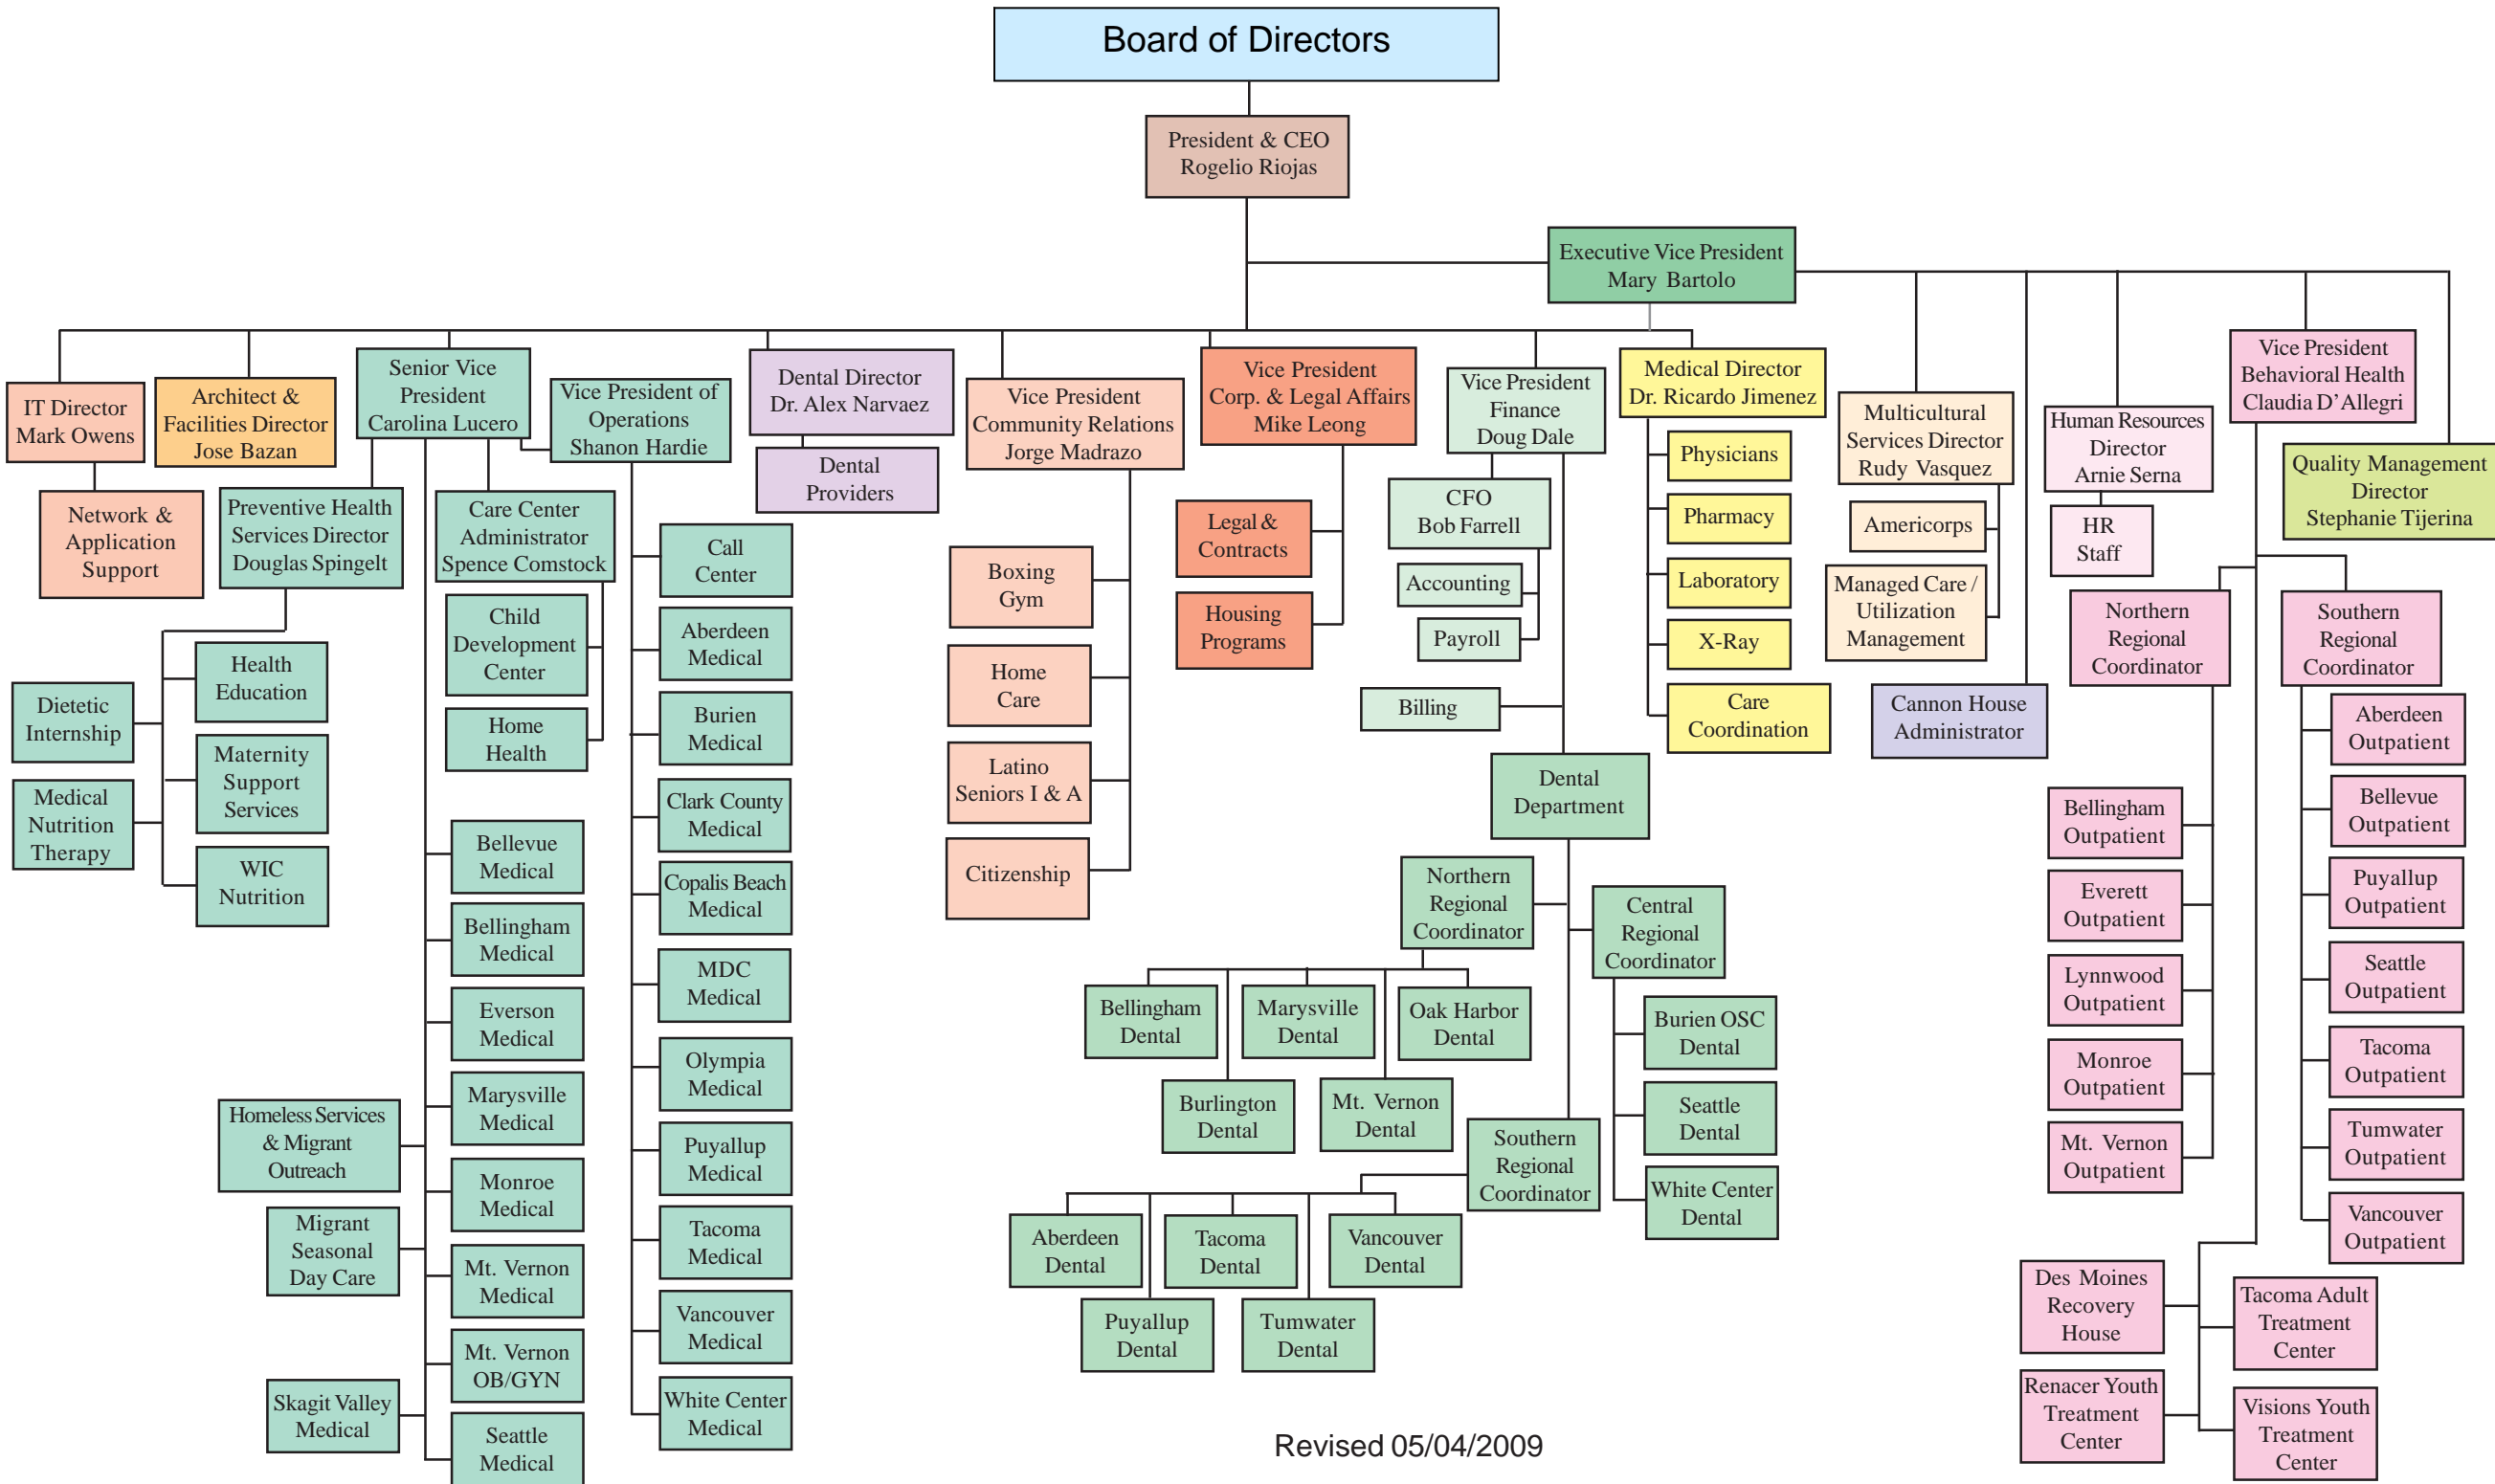 Board of Directors
President & CEO
Rogelio Riojas
Executive Vice President
Mary Bartolo
IT Director
Mark Owens
Network &
Application
Support
Architect &
Facilities Director
Jose Bazan
Senior Vice
President
Carolina Lucero
Preventive Health
Services Director
Douglas Spingelt
Health
Education
Dietetic
Internship
Maternity
Support
Services
Medical
Nutrition
Therapy
WIC
Nutrition
Care Center
Administrator
Spence Comstock
Child
Development
Center
Home
Health
Bellevue
Medical
Bellingham
Medical
Everson
Medical
Marysville
Medical
Homeless Services
& Migrant
Outreach
Monroe
Medical
Migrant
Seasonal
Day Care
Mt. Vernon
Medical
Mt. Vernon
OB/GYN
Skagit Valley
Medical
Seattle
Medical
Vice President of
Operations
Shanon Hardie
Call
Center
Aberdeen
Medical
Burien
Medical
Clark County
Medical
Copalis Beach
Medical
MDC
Medical
Olympia
Medical
Puyallup
Medical
Tacoma
Medical
Vancouver
Medical
White Center
Medical
Dental Director
Dr. Alex Narvaez
Dental
Providers
Vice President
Community Relations
Jorge Madrazo
Boxing
Gym
Home
Care
Latino
Seniors I & A
Citizenship
Vice President
Corp. & Legal Affairs
Mike Leong
Legal &
Contracts
Housing
Programs
Vice President
Finance
Doug Dale
CFO
Bob Farrell
Accounting
Payroll
Billing
Dental
Department
Northern
Regional
Coordinator
Bellingham
Dental
Marysville
Dental
Oak Harbor
Dental
Burlington
Dental
Mt. Vernon
Dental
Central
Regional
Coordinator
Burien OSC
Dental
Seattle
Dental
White Center
Dental
Southern
Regional
Coordinator
Aberdeen
Dental
Tacoma
Dental
Vancouver
Dental
Puyallup
Dental
Tumwater
Dental
Medical Director
Dr. Ricardo Jimenez
Physicians
Pharmacy
Laboratory
X-Ray
Care
Coordination
Multicultural
Services Director
Rudy Vasquez
Americorps
Managed Care /
Utilization
Management
Cannon House
Administrator
Human Resources
Director
Arnie Serna
HR
Staff
Vice President
Behavioral Health
Claudia D’Allegri
Northern
Regional
Coordinator
Bellingham
Outpatient
Everett
Outpatient
Lynnwood
Outpatient
Monroe
Outpatient
Mt. Vernon
Outpatient
Southern
Regional
Coordinator
Aberdeen
Outpatient
Bellevue
Outpatient
Puyallup
Outpatient
Seattle
Outpatient
Tacoma
Outpatient
Tumwater
Outpatient
Vancouver
Outpatient
Des Moines
Recovery
House
Tacoma Adult
Treatment
Center
Renacer Youth
Treatment
Center
Visions Youth
Treatment
Center
Quality Management
Director
Stephanie Tijerina
Revised 05/04/2009